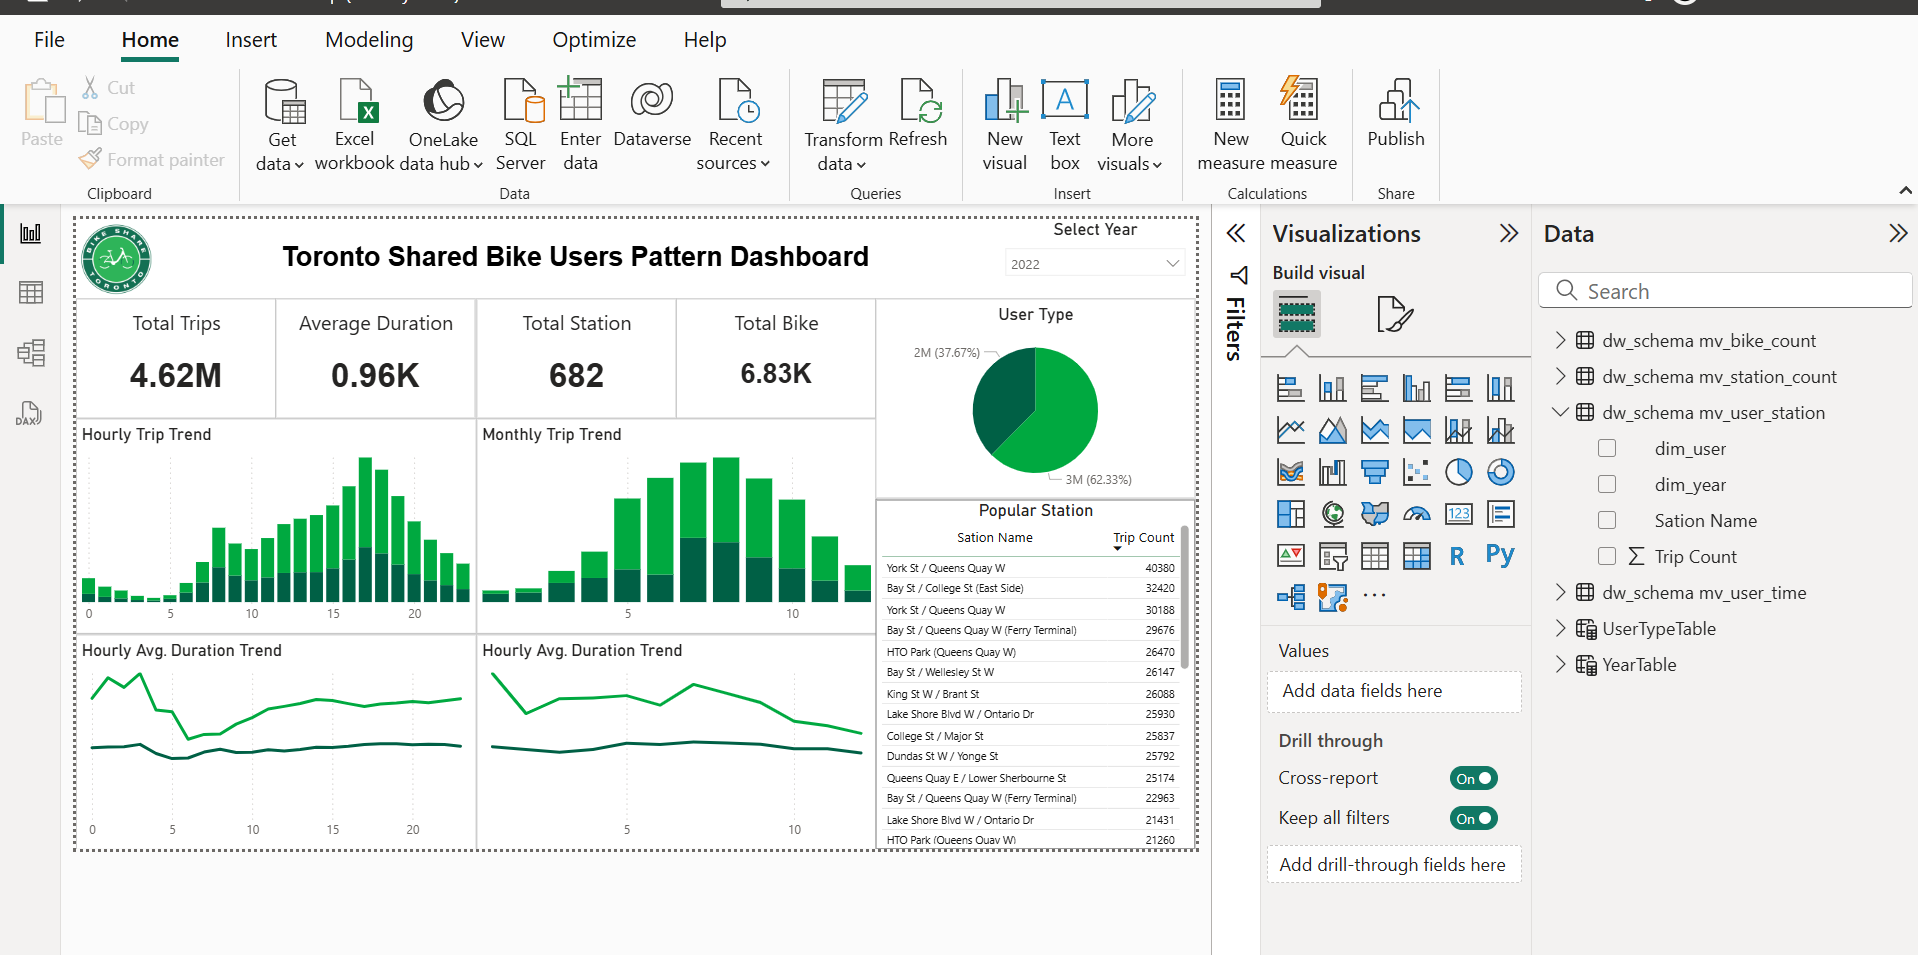 File Home Insert Modeling View Optimize Help
Paste
Cut
Copy
Format painter
Clipboard
Get data
Excel workbook
OneLake data hub
SQL Server
Enter data
Dataverse
Recent sources
Data
Transform data
Refresh
Queries
New visual
Text box
More visuals
Insert
New measure
Quick measure
Calculations
Publish
Share
DAX
BIKE SHARE TORONTO
Toronto Shared Bike Users Pattern Dashboard
Select Year
2022
Total Trips
4.62M
Average Duration
0.96K
Total Station
682
Total Bike
6.83K
User Type
2M (37.67%)
3M (62.33%)
Hourly Trip Trend
0 5 10 15 20
Monthly Trip Trend
5 10
Hourly Avg. Duration Trend
0 5 10 15 20
Hourly Avg. Duration Trend
5 10
Popular Station
Sation Name Trip Count
York St / Queens Quay W 40380
Bay St / College St (East Side) 32420
York St / Queens Quay W 30188
Bay St / Queens Quay W (Ferry Terminal) 29676
HTO Park (Queens Quay W) 26470
Bay St / Wellesley St W 26147
King St W / Brant St 26088
Lake Shore Blvd W / Ontario Dr 25930
College St / Major St 25837
Dundas St W / Yonge St 25792
Queens Quay E / Lower Sherbourne St 25174
Bay St / Queens Quay W (Ferry Terminal) 22963
Lake Shore Blvd W / Ontario Dr 21431
HTO Park (Queens Quay W) 21260
Filters
Visualizations
Build visual
123
R Py
Values
Add data fields here
Drill through
Cross-report On
Keep all filters On
Add drill-through fields here
Data
Search
dw_schema mv_bike_count
dw_schema mv_station_count
dw_schema mv_user_station
dim_user
dim_year
Sation Name
Σ Trip Count
dw_schema mv_user_time
UserTypeTable
YearTable